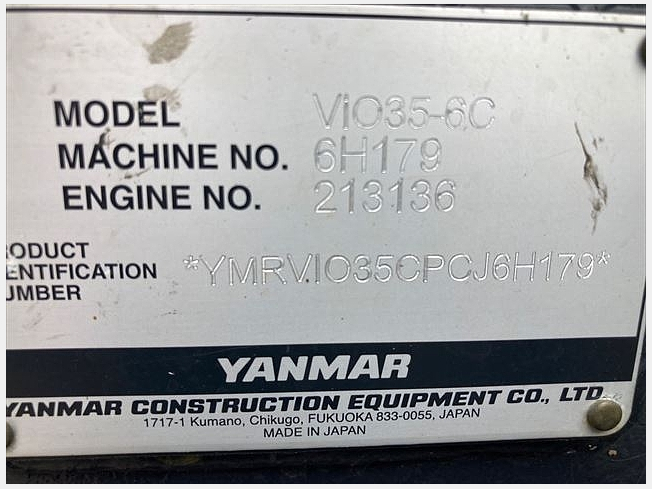 MODEL ViO35-6C
MACHINE NO. 6H179
ENGINE NO. 213136
RODUCT
ENTIFICATION
UMBER
*YMRVIO35CPCJ6H179*
YANMAR
YANMAR CONSTRUCTION EQUIPMENT CO., LTD.
1717-1 Kumano, Chikugo, FUKUOKA 833-0055, JAPAN
MADE IN JAPAN